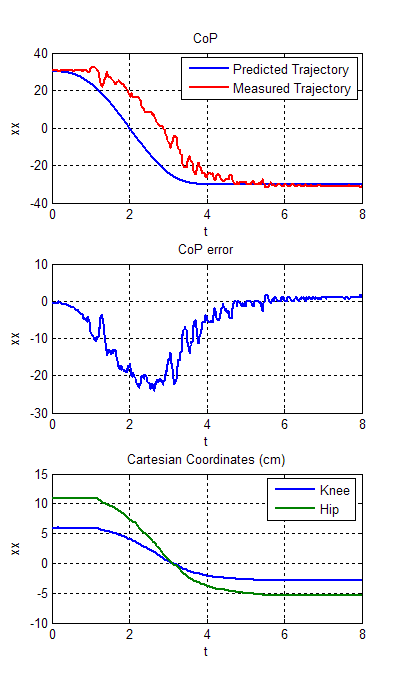 CoP
40
20
0
-20
-40
xx
Predicted Trajectory
Measured Trajectory
0 2 4 6 8
t
CoP error
10
0
-10
-20
-30
xx
0 2 4 6 8
t
Cartesian Coordinates (cm)
15
10
5
0
-5
-10
xx
Knee
Hip
0 2 4 6 8
t